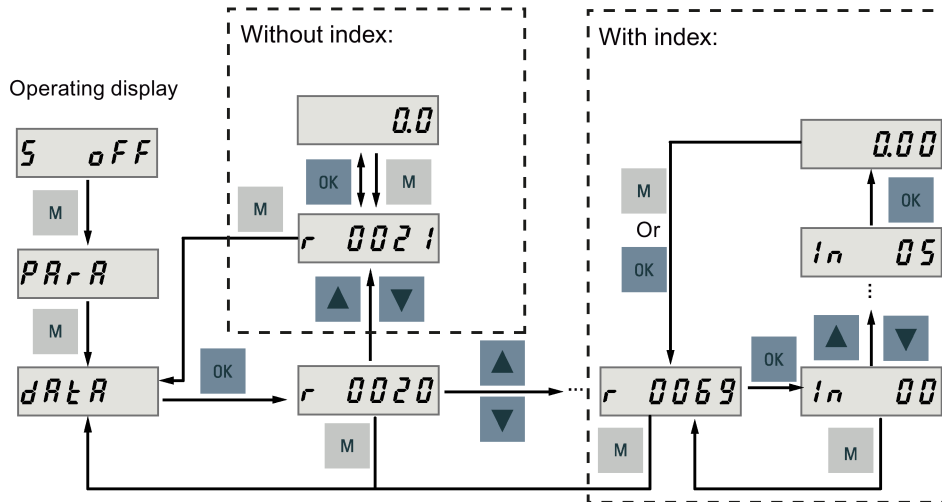 Without index:
With index:
Operating display
S oFF
0.0
0.00
OK
M
M
OK
M
M
Or
r 0021
In 05
PArA
OK
M
OK
OK
dAtA
r 0020
r 0069
In 00
M
M
M